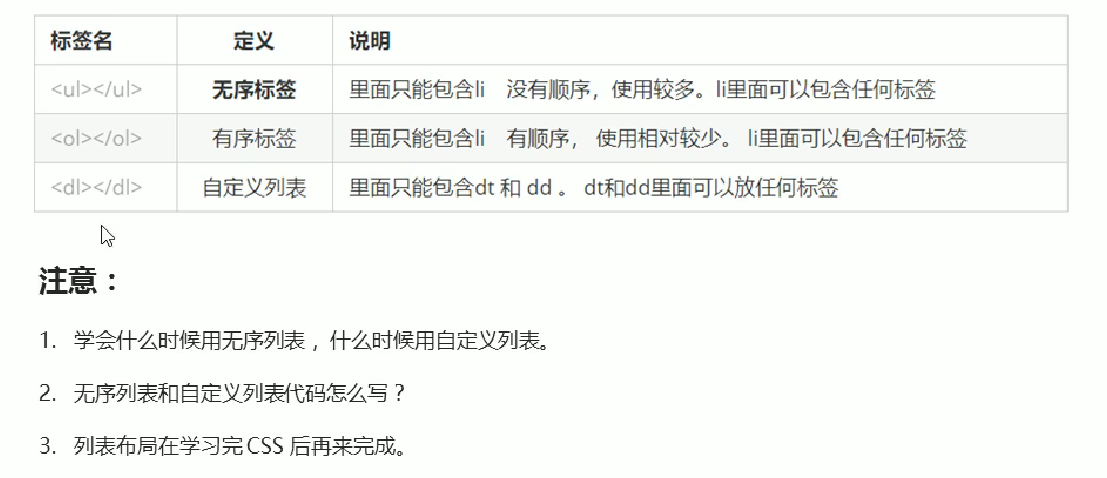 标签名 定义 说明
<ul></ul> 无序标签 里面只能包含li 没有顺序，使用较多。li里面可以包含任何标签
<ol></ol> 有序标签 里面只能包含li 有顺序， 使用相对较少。 li里面可以包含任何标签
<dl></dl> 自定义列表 里面只能包含dt 和 dd 。 dt和dd里面可以放任何标签
注意：
1. 学会什么时候用无序列表 ，什么时候用自定义列表。
2. 无序列表和自定义列表代码怎么写？
3. 列表布局在学习完 CSS 后再来完成。